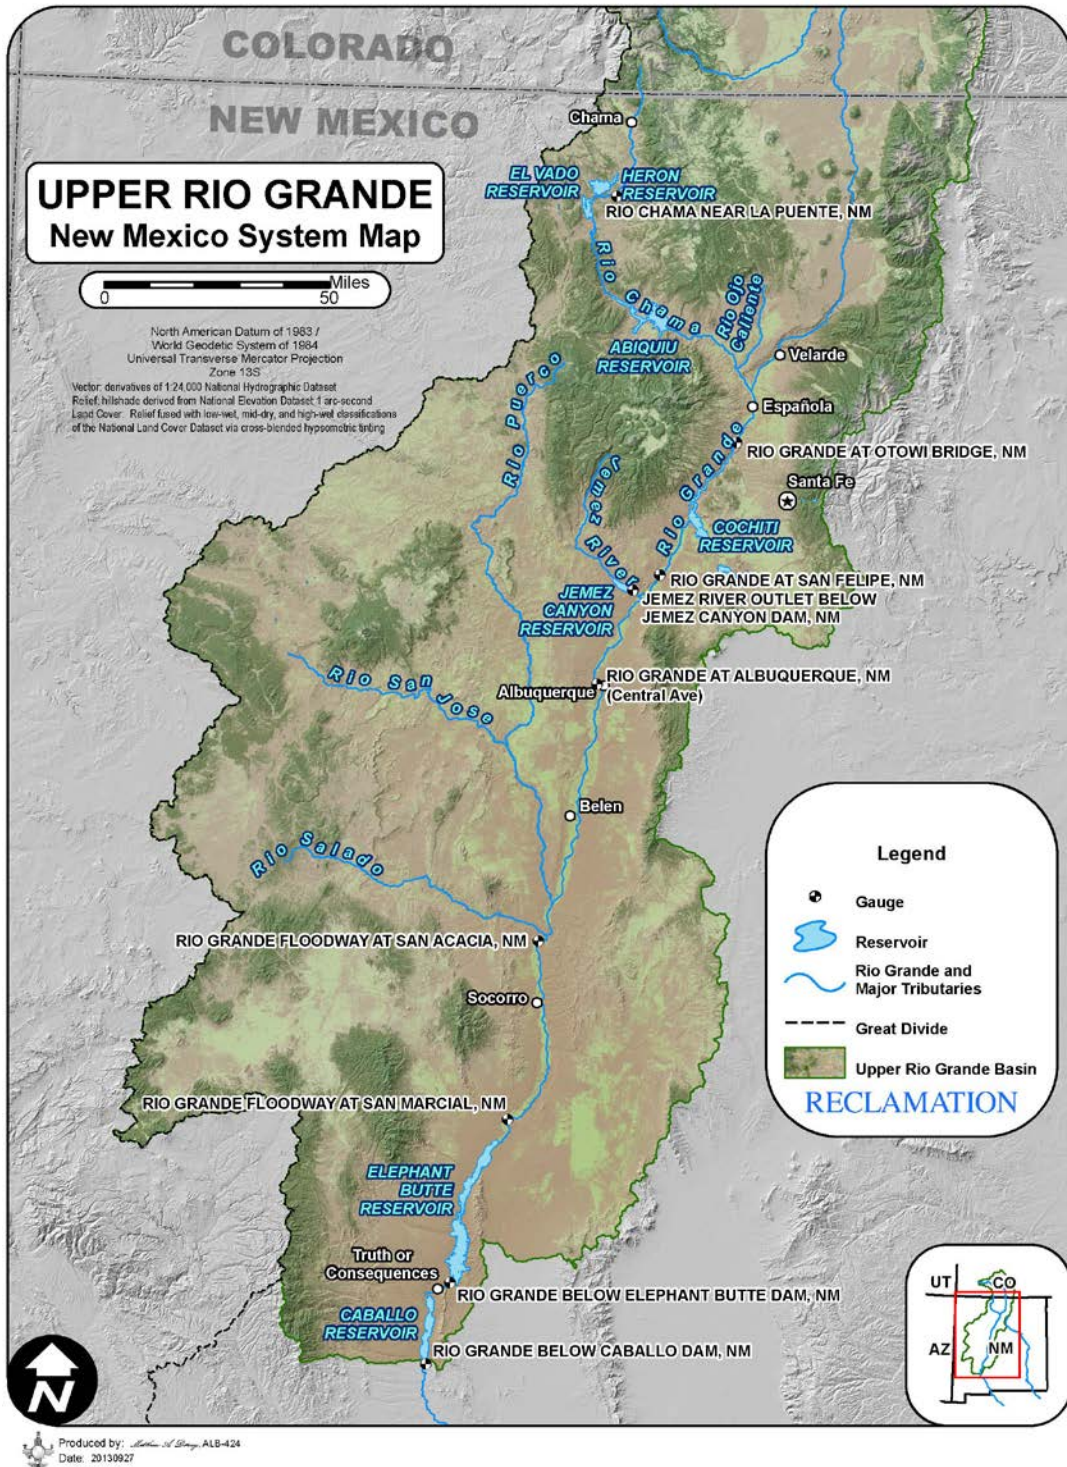 COLORADO
NEW MEXICO
UPPER RIO GRANDE
New Mexico System Map
Miles
0 50
North American Datum of 1983 /
World Geodetic System of 1984
Universal Transverse Mercator Projection
Zone 13S
Vector: derivatives of 1:24,000 National Hydrographic Dataset
Relief: hillshade derived from National Elevation Dataset 1 arc-second
Land Cover: Relief fused with low-wet, mid-dry, and high-wet classifications
of the National Land Cover Dataset via cross-blended hypsometric tinting
Chama
EL VADO
RESERVOIR
HERON
RESERVOIR
RIO CHAMA NEAR LA PUENTE, NM
Rio Chama
Rio Ojo
Caliente
ABIQUIU
RESERVOIR
Velarde
Rio Puerco
Española
Rio Grande
RIO GRANDE AT OTOWI BRIDGE, NM
Jemez River
Santa Fe
COCHITI
RESERVOIR
RIO GRANDE AT SAN FELIPE, NM
JEMEZ
CANYON
RESERVOIR
JEMEZ RIVER OUTLET BELOW
JEMEZ CANYON DAM, NM
Rio San Jose
Albuquerque
RIO GRANDE AT ALBUQUERQUE, NM
(Central Ave)
Belen
Rio Salado
RIO GRANDE FLOODWAY AT SAN ACACIA, NM
Socorro
RIO GRANDE FLOODWAY AT SAN MARCIAL, NM
ELEPHANT
BUTTE
RESERVOIR
Truth or
Consequences
RIO GRANDE BELOW ELEPHANT BUTTE DAM, NM
CABALLO
RESERVOIR
RIO GRANDE BELOW CABALLO DAM, NM
Legend
Gauge
Reservoir
Rio Grande and
Major Tributaries
Great Divide
Upper Rio Grande Basin
RECLAMATION
UT
CO
AZ
NM
N
Produced by: ALB-424
Date: 20130927